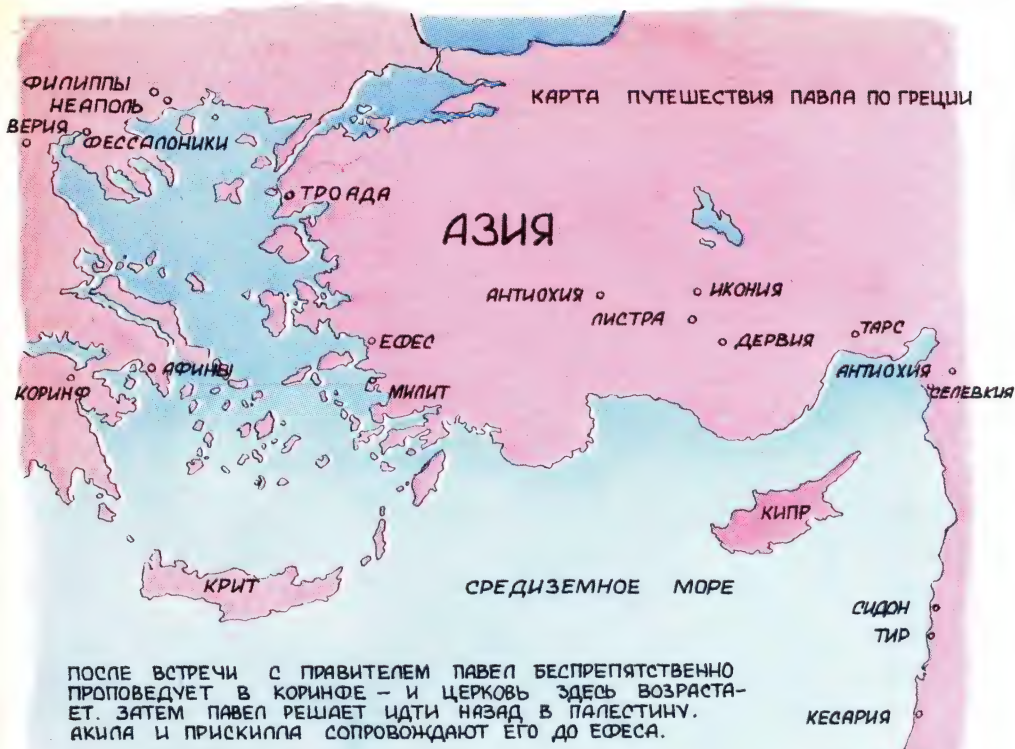 КАРТА ПУТЕШЕСТВИЯ ПАВЛА ПО ГРЕЦИИ
ФИЛИППЫ
НЕАПОЛЬ
ВЕРИЯ
ФЕССАЛОНИКИ
ТРОАДА
АЗИЯ
АНТИОХИЯ
ИКОНИЯ
ЛИСТРА
ДЕРВИЯ
ТАРС
ЕФЕС
АФИНЫ
АНТИОХИЯ
КОРИНФ
МИЛИТ
СЕЛЕВКИЯ
КИПР
КРИТ
СРЕДИЗЕМНОЕ МОРЕ
СИДОН
ТИР
КЕСАРИЯ
ПОСЛЕ ВСТРЕЧИ С ПРАВИТЕЛЕМ ПАВЕЛ БЕСПРЕПЯТСТВЕННО
ПРОПОВЕДУЕТ В КОРИНФЕ – И ЦЕРКОВЬ ЗДЕСЬ ВОЗРАСТА-
ЕТ. ЗАТЕМ ПАВЕЛ РЕШАЕТ ИДТИ НАЗАД В ПАЛЕСТИНУ.
АКИЛА И ПРИСКИЛЛА СОПРОВОЖДАЮТ ЕГО ДО ЕФЕСА.